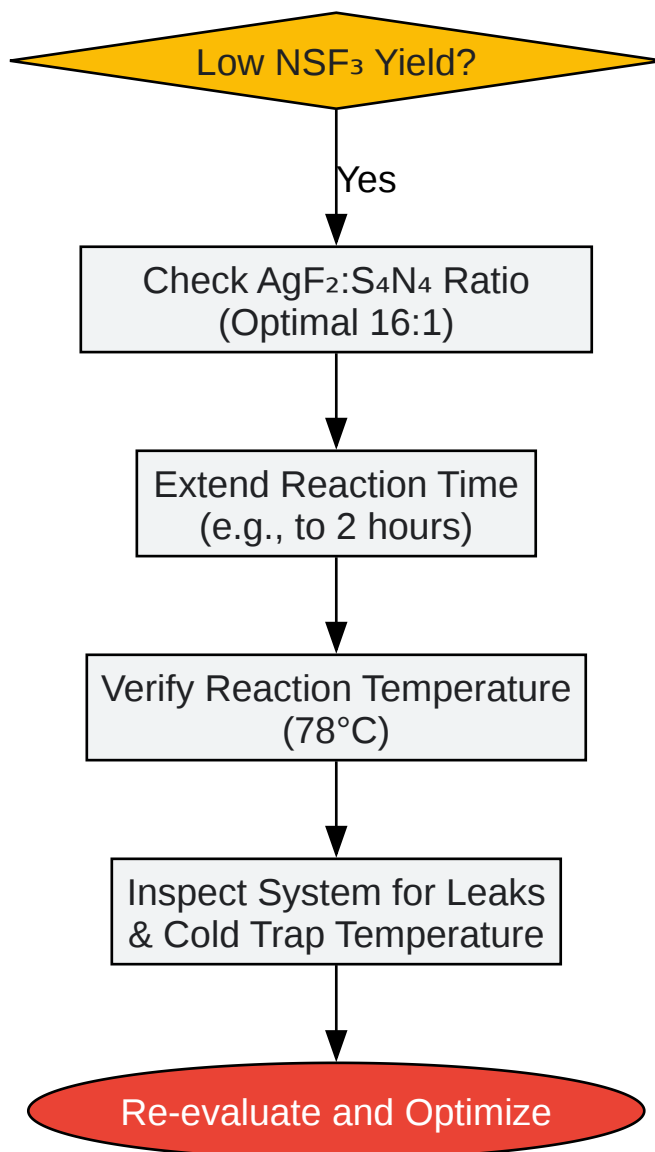 Low NSF₃ Yield?
Yes
Check AgF₂:S₄N₄ Ratio
(Optimal 16:1)
Extend Reaction Time
(e.g., to 2 hours)
Verify Reaction Temperature
(78°C)
Inspect System for Leaks
& Cold Trap Temperature
Re-evaluate and Optimize